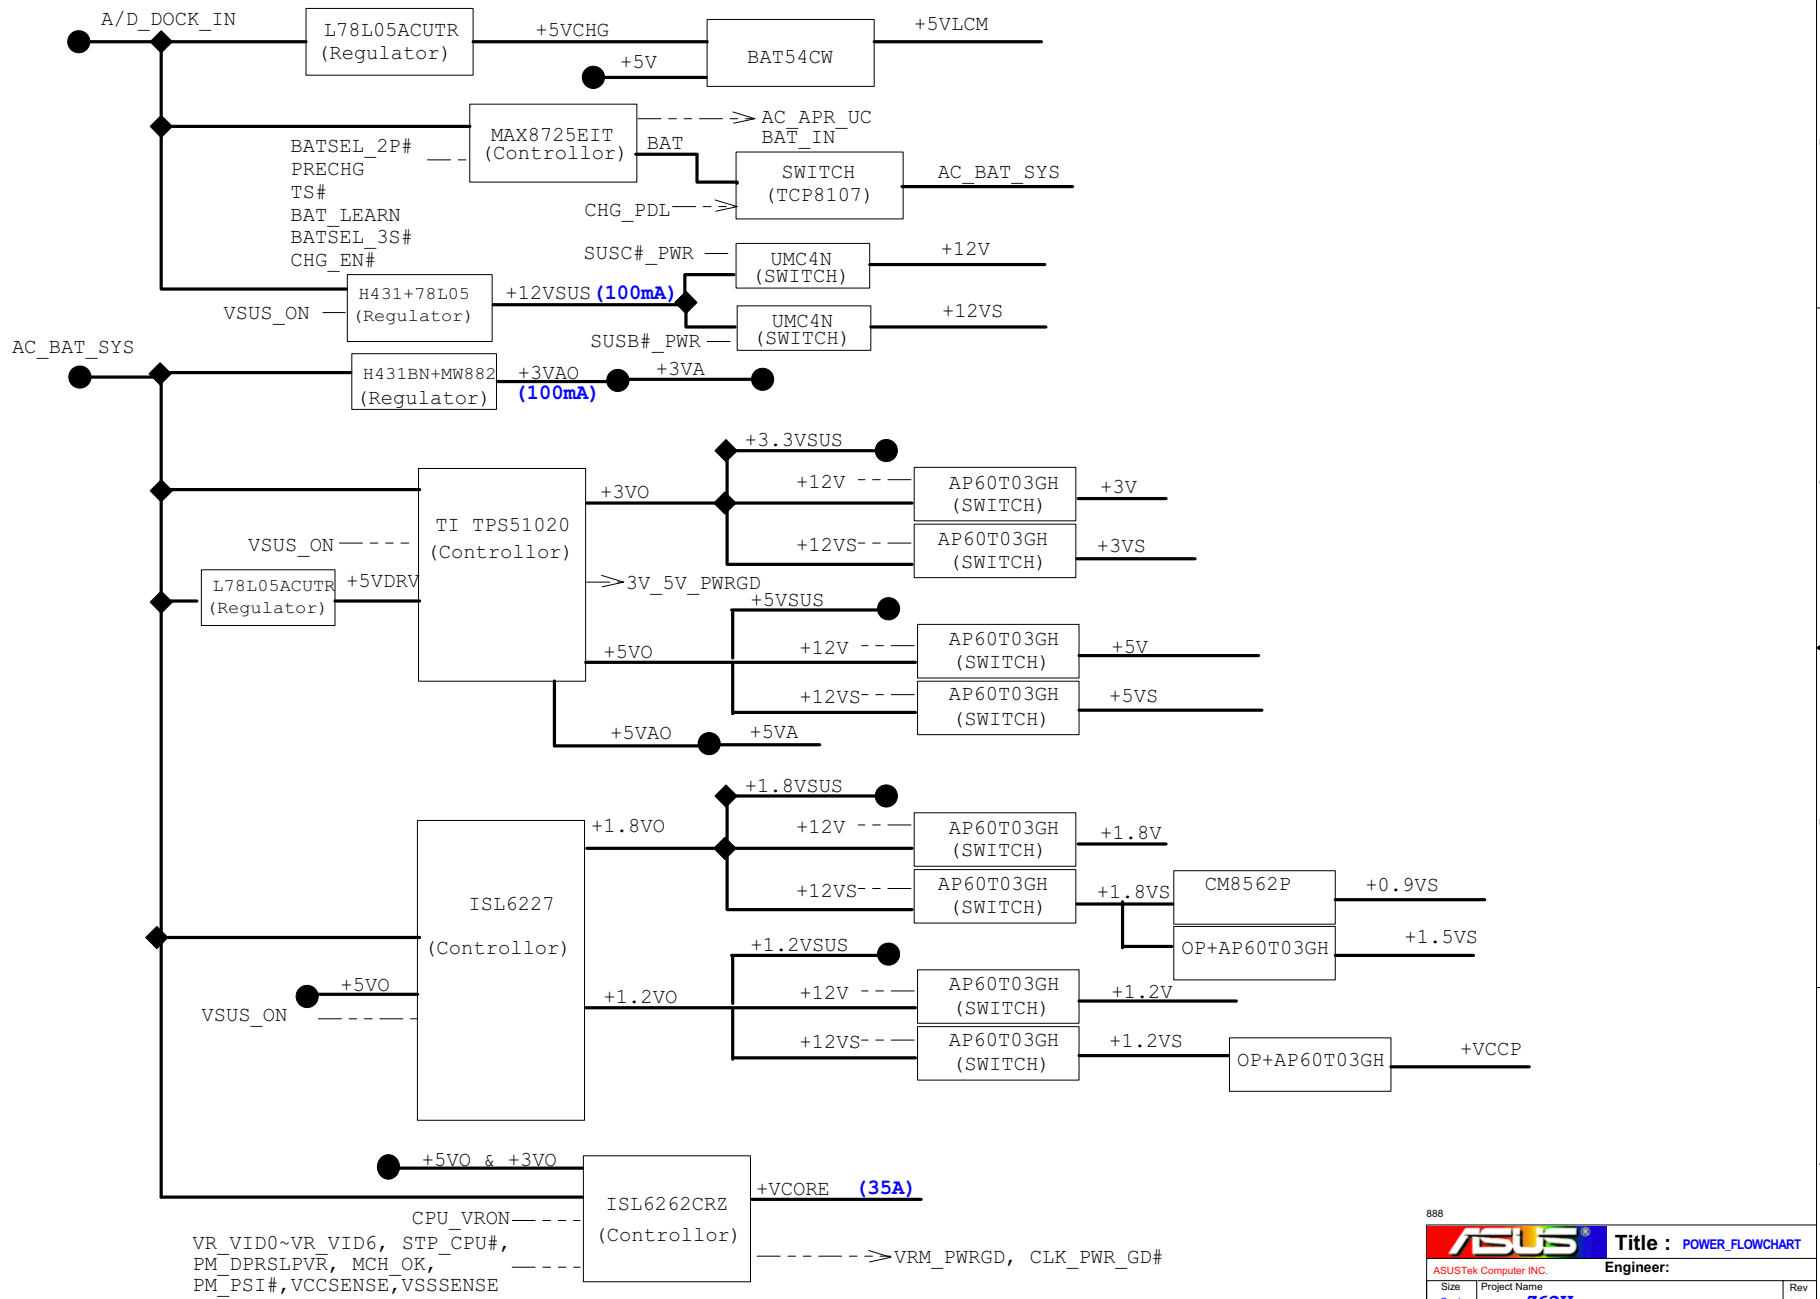 A/D_DOCK_IN
L78L05ACUTR
(Regulator)
+5VCHG
+5V
BAT54CW
+5VLCM
MAX8725EIT
(Controllor)
AC_APR_UC
BAT_IN
BAT
BATSEL_2P#
PRECHG
TS#
BAT_LEARN
BATSEL_3S#
CHG_EN#
SWITCH
(TCP8107)
AC_BAT_SYS
CHG_PDL
SUSC#_PWR
UMC4N
(SWITCH)
+12V
H431+78L05
(Regulator)
VSUS_ON
+12VSUS (100mA)
UMC4N
(SWITCH)
+12VS
SUSB#_PWR
AC_BAT_SYS
H431BN+MW882
(Regulator)
+3VAO
(100mA)
+3VA
TI TPS51020
(Controllor)
VSUS_ON
L78L05ACUTR
(Regulator)
+5VDRV
+3VO
+3.3VSUS
+12V
AP60T03GH
(SWITCH)
+3V
+12VS
AP60T03GH
(SWITCH)
+3VS
3V_5V_PWRGD
+5VSUS
+5VO
+12V
AP60T03GH
(SWITCH)
+5V
+12VS
AP60T03GH
(SWITCH)
+5VS
+5VAO
+5VA
ISL6227
(Controllor)
+5VO
VSUS_ON
+1.8VO
+1.8VSUS
+12V
AP60T03GH
(SWITCH)
+1.8V
+12VS
AP60T03GH
(SWITCH)
+1.8VS
CM8562P
+0.9VS
OP+AP60T03GH
+1.5VS
+1.2VSUS
+1.2VO
+12V
AP60T03GH
(SWITCH)
+1.2V
+12VS
AP60T03GH
(SWITCH)
+1.2VS
OP+AP60T03GH
+VCCP
+5VO & +3VO
ISL6262CRZ
(Controllor)
+VCORE (35A)
CPU_VRON
VR_VID0~VR_VID6, STP_CPU#,
PM_DPRSLPVR, MCH_OK,
PM_PSI#,VCCSENSE,VSSSENSE
VRM_PWRGD, CLK_PWR_GD#
888
ASUS®
Title : POWER_FLOWCHART
ASUSTek Computer INC.
Engineer:
Size
Project Name
Rev